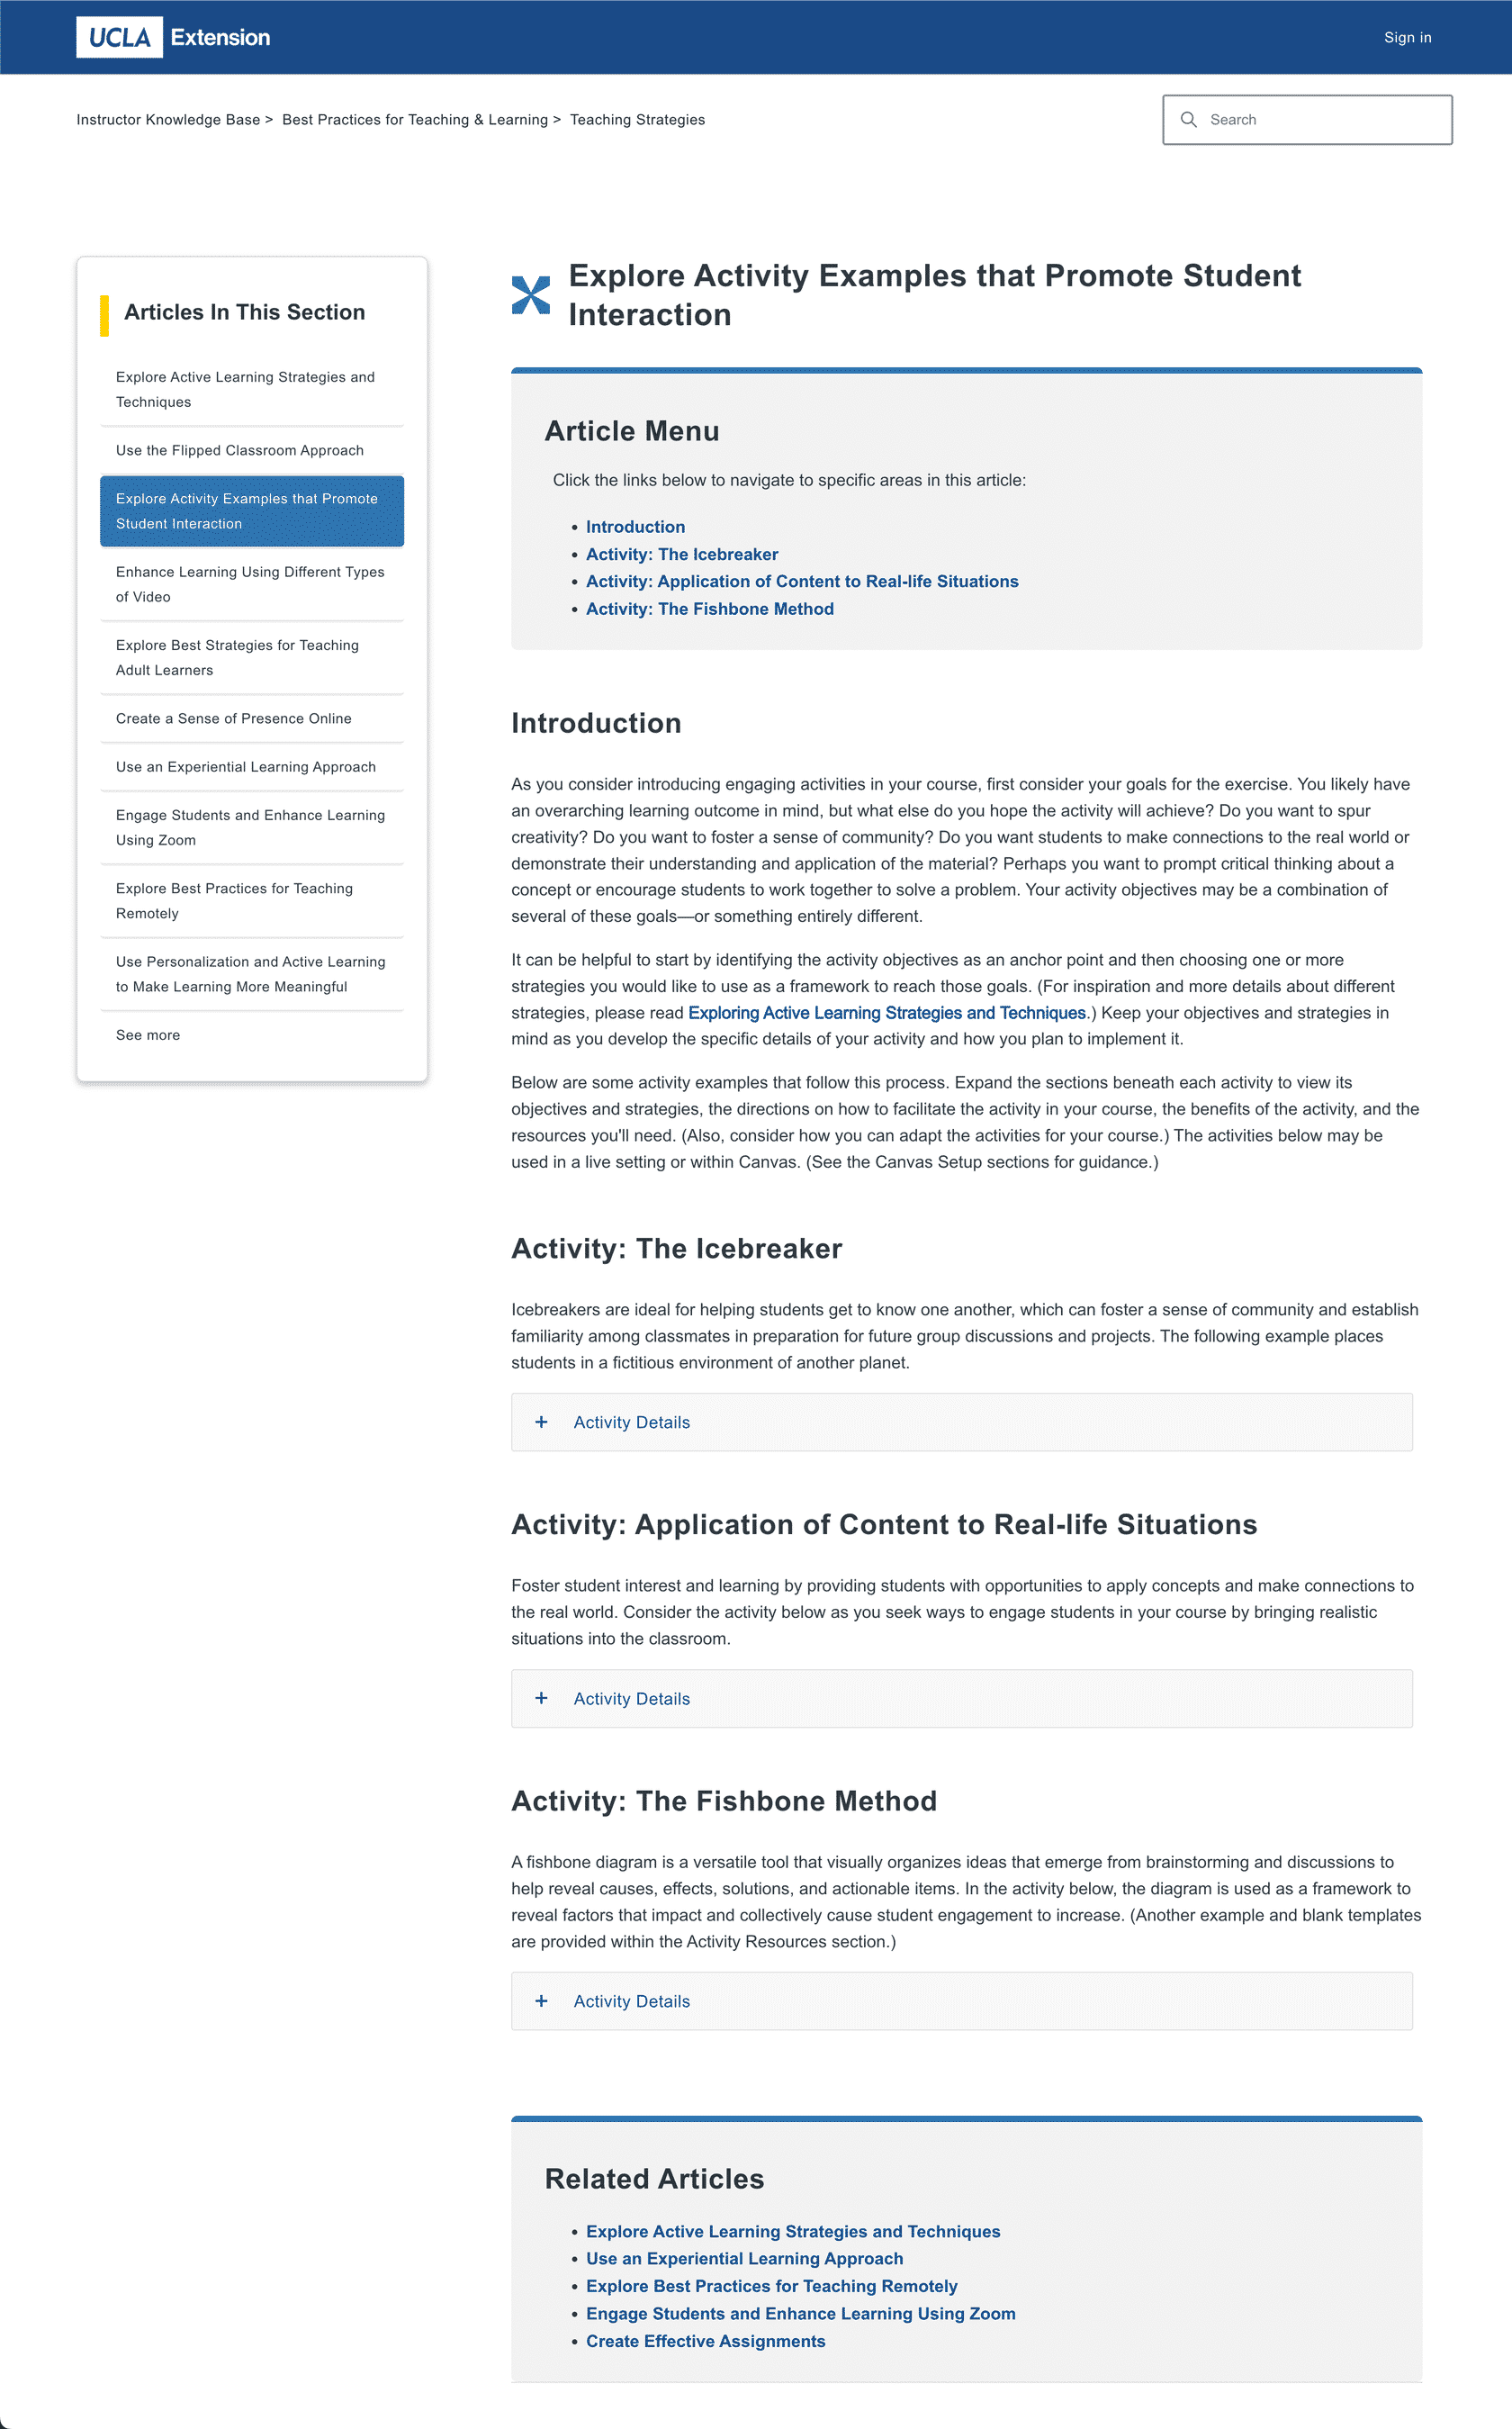 UCLA Extension
Sign in
Instructor Knowledge Base > Best Practices for Teaching & Learning > Teaching Strategies
Search
Articles In This Section
Explore Active Learning Strategies and
Techniques
Use the Flipped Classroom Approach
Explore Activity Examples that Promote
Student Interaction
Enhance Learning Using Different Types
of Video
Explore Best Strategies for Teaching
Adult Learners
Create a Sense of Presence Online
Use an Experiential Learning Approach
Engage Students and Enhance Learning
Using Zoom
Explore Best Practices for Teaching
Remotely
Use Personalization and Active Learning
to Make Learning More Meaningful
See more
Explore Activity Examples that Promote Student
Interaction
Article Menu
Click the links below to navigate to specific areas in this article:
• Introduction
• Activity: The Icebreaker
• Activity: Application of Content to Real-life Situations
• Activity: The Fishbone Method
Introduction
As you consider introducing engaging activities in your course, first consider your goals for the exercise. You likely have
an overarching learning outcome in mind, but what else do you hope the activity will achieve? Do you want to spur
creativity? Do you want to foster a sense of community? Do you want students to make connections to the real world or
demonstrate their understanding and application of the material? Perhaps you want to prompt critical thinking about a
concept or encourage students to work together to solve a problem. Your activity objectives may be a combination of
several of these goals—or something entirely different.
It can be helpful to start by identifying the activity objectives as an anchor point and then choosing one or more
strategies you would like to use as a framework to reach those goals. (For inspiration and more details about different
strategies, please read Exploring Active Learning Strategies and Techniques.) Keep your objectives and strategies in
mind as you develop the specific details of your activity and how you plan to implement it.
Below are some activity examples that follow this process. Expand the sections beneath each activity to view its
objectives and strategies, the directions on how to facilitate the activity in your course, the benefits of the activity, and the
resources you'll need. (Also, consider how you can adapt the activities for your course.) The activities below may be
used in a live setting or within Canvas. (See the Canvas Setup sections for guidance.)
Activity: The Icebreaker
Icebreakers are ideal for helping students get to know one another, which can foster a sense of community and establish
familiarity among classmates in preparation for future group discussions and projects. The following example places
students in a fictitious environment of another planet.
+ Activity Details
Activity: Application of Content to Real-life Situations
Foster student interest and learning by providing students with opportunities to apply concepts and make connections to
the real world. Consider the activity below as you seek ways to engage students in your course by bringing realistic
situations into the classroom.
+ Activity Details
Activity: The Fishbone Method
A fishbone diagram is a versatile tool that visually organizes ideas that emerge from brainstorming and discussions to
help reveal causes, effects, solutions, and actionable items. In the activity below, the diagram is used as a framework to
reveal factors that impact and collectively cause student engagement to increase. (Another example and blank templates
are provided within the Activity Resources section.)
+ Activity Details
Related Articles
• Explore Active Learning Strategies and Techniques
• Use an Experiential Learning Approach
• Explore Best Practices for Teaching Remotely
• Engage Students and Enhance Learning Using Zoom
• Create Effective Assignments